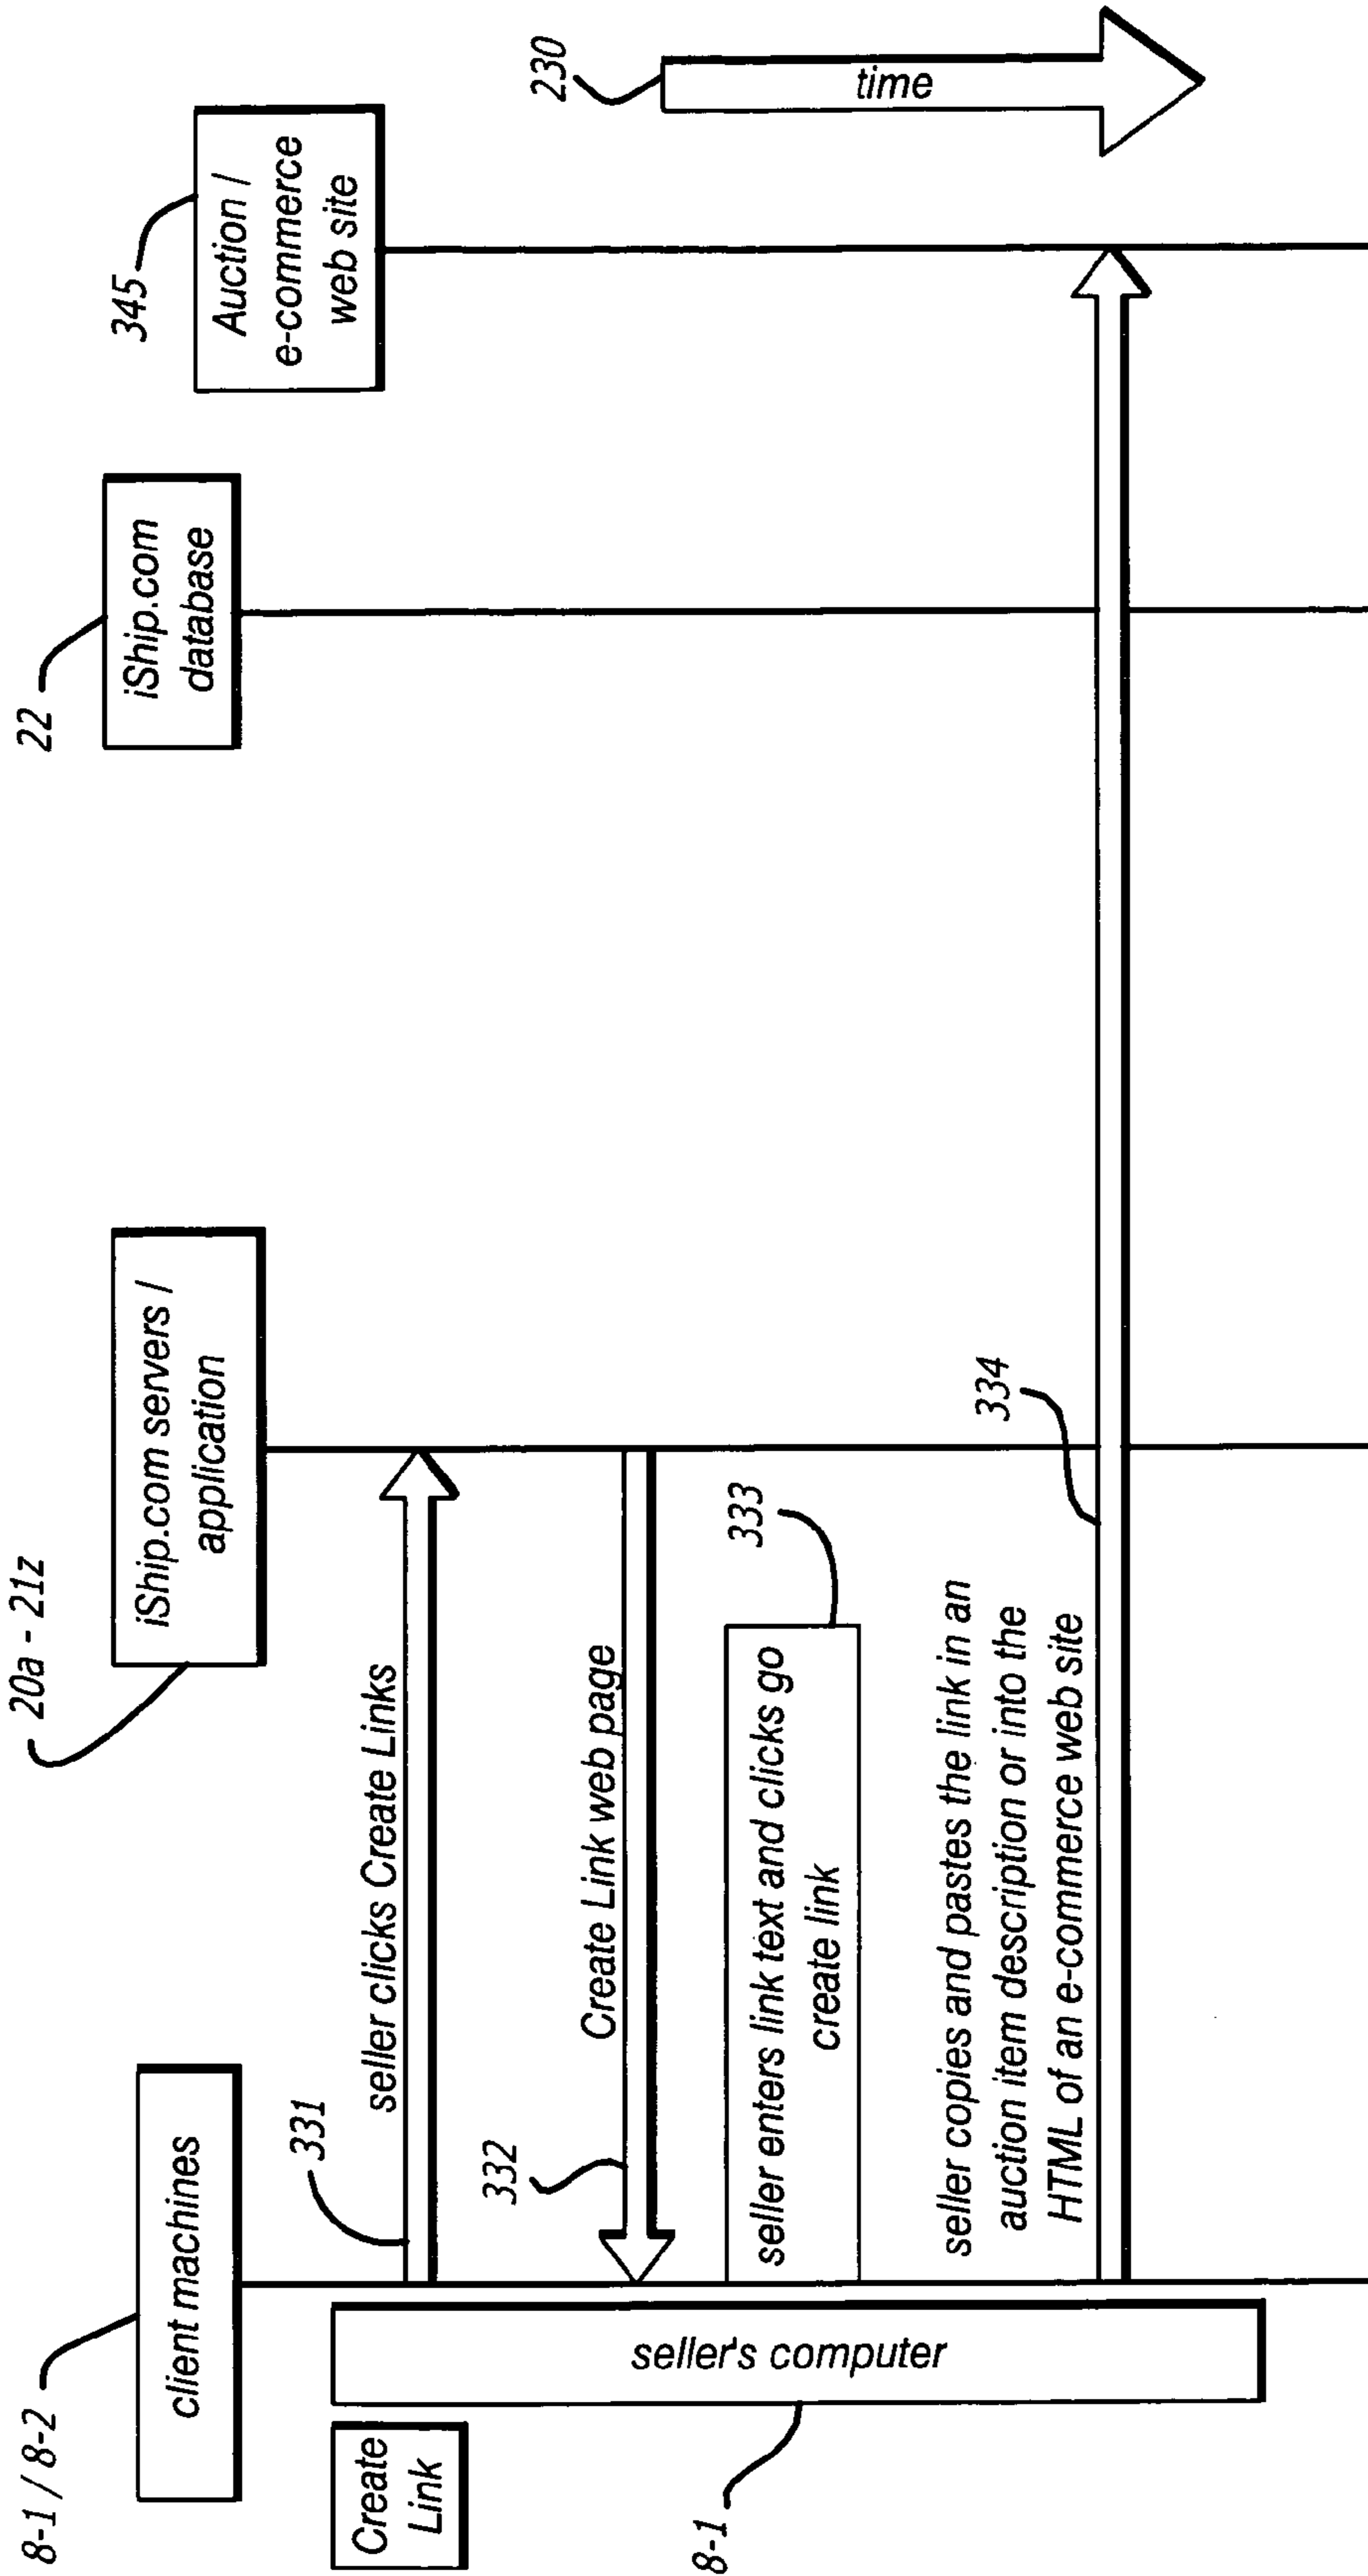 8-1 / 8-2
client machines
20a - 21z
iShip.com servers /
application
22
iShip.com
database
345
Auction /
e-commerce
web site
230
time
Create
Link
8-1
seller's computer
331
seller clicks Create Links
332
Create Link web page
333
seller enters link text and clicks go
create link
334
seller copies and pastes the link in an
auction item description or into the
HTML of an e-commerce web site